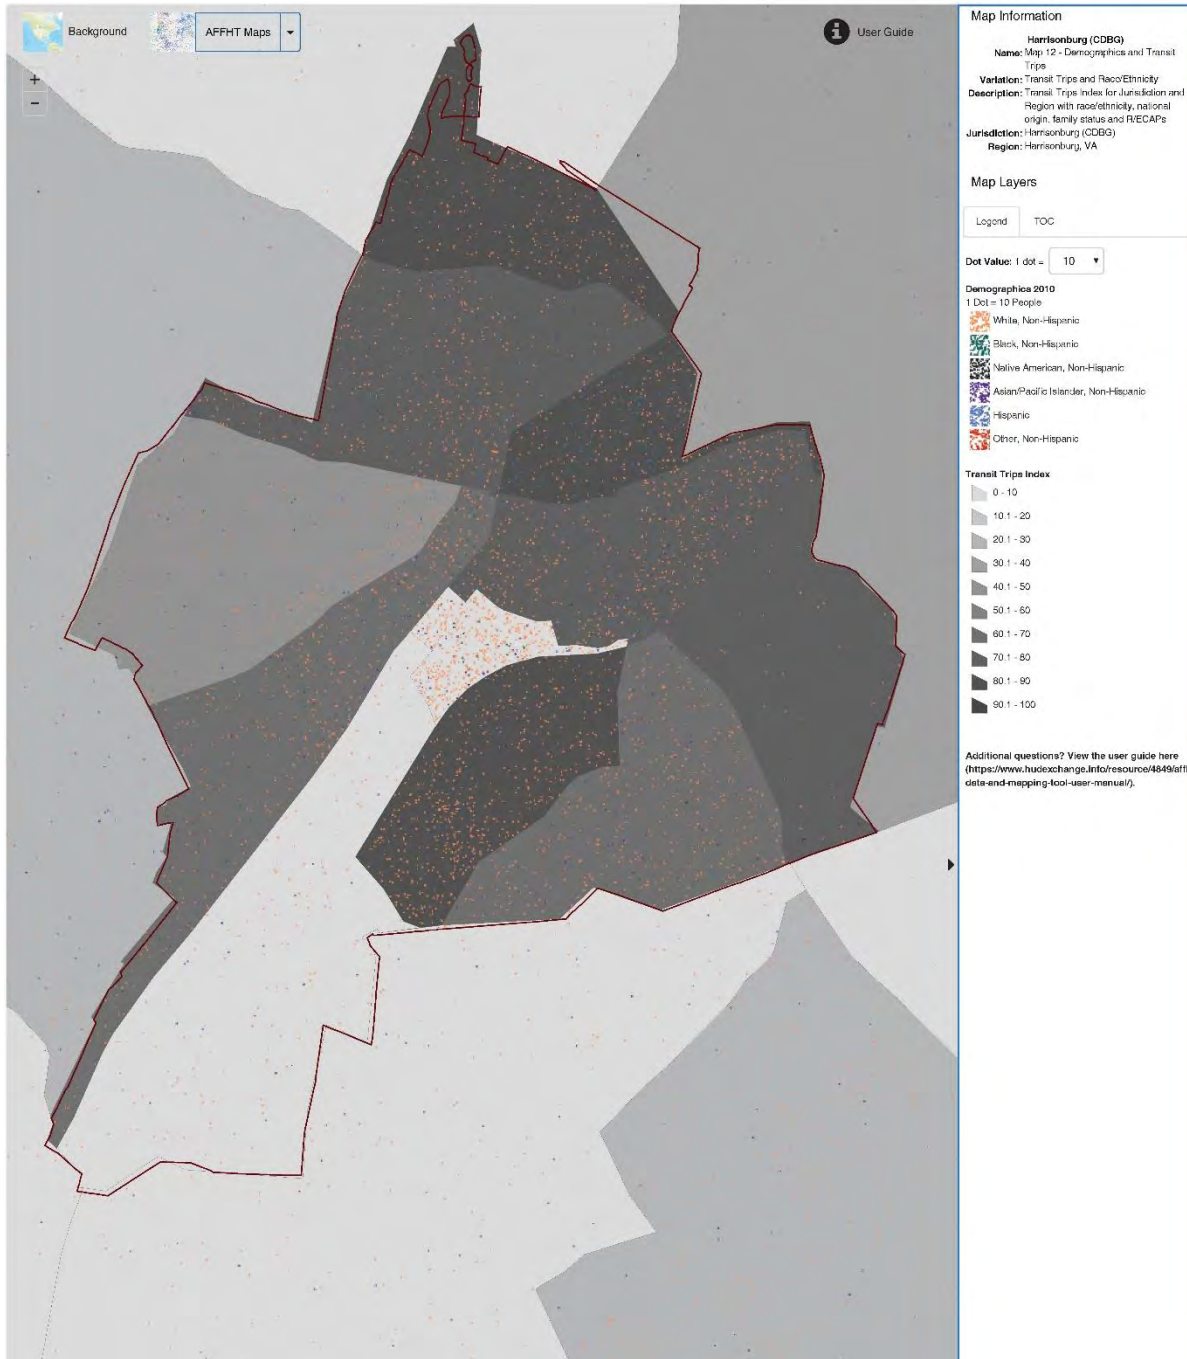 Background
AFFHT Maps
User Guide
+
−
Map Information
Harrisonburg (CDBG)
Name: Map 12 - Demographics and Transit
Trips
Variation: Transit Trips and Race/Ethnicity
Description: Transit Trips Index for Jurisdiction and
Region with race/ethnicity, national
origin, family status and R/ECAPs
Jurisdiction: Harrisonburg (CDBG)
Region: Harrisonburg, VA
Map Layers
Legend TOC
Dot Value: 1 dot = 10
Demographics 2010
1 Dot = 10 People
White, Non-Hispanic
Black, Non-Hispanic
Native American, Non-Hispanic
Asian/Pacific Islander, Non-Hispanic
Hispanic
Other, Non-Hispanic
Transit Trips Index
0 - 10
10.1 - 20
20.1 - 30
30.1 - 40
40.1 - 50
50.1 - 60
60.1 - 70
70.1 - 80
80.1 - 90
90.1 - 100
Additional questions? View the user guide here
(https://www.hudexchange.info/resource/4849/affh
data-and-mapping-tool-user-manual/).